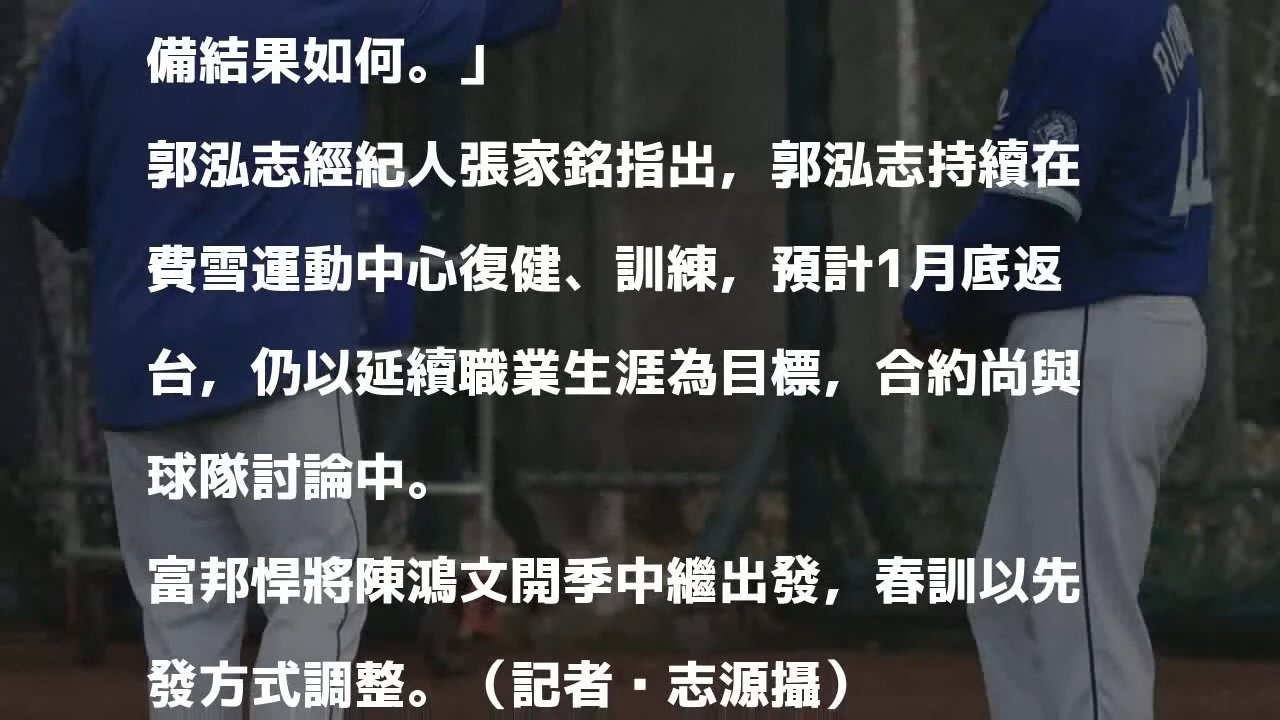 備結果如何。」
郭泓志經紀人張家銘指出，郭泓志持續在
費雪運動中心復健、訓練，預計1月底返
台，仍以延續職業生涯為目標，合約尚與
球隊討論中。
富邦悍將陳鴻文開季中繼出發，春訓以先
發方式調整。（記者·志源攝）